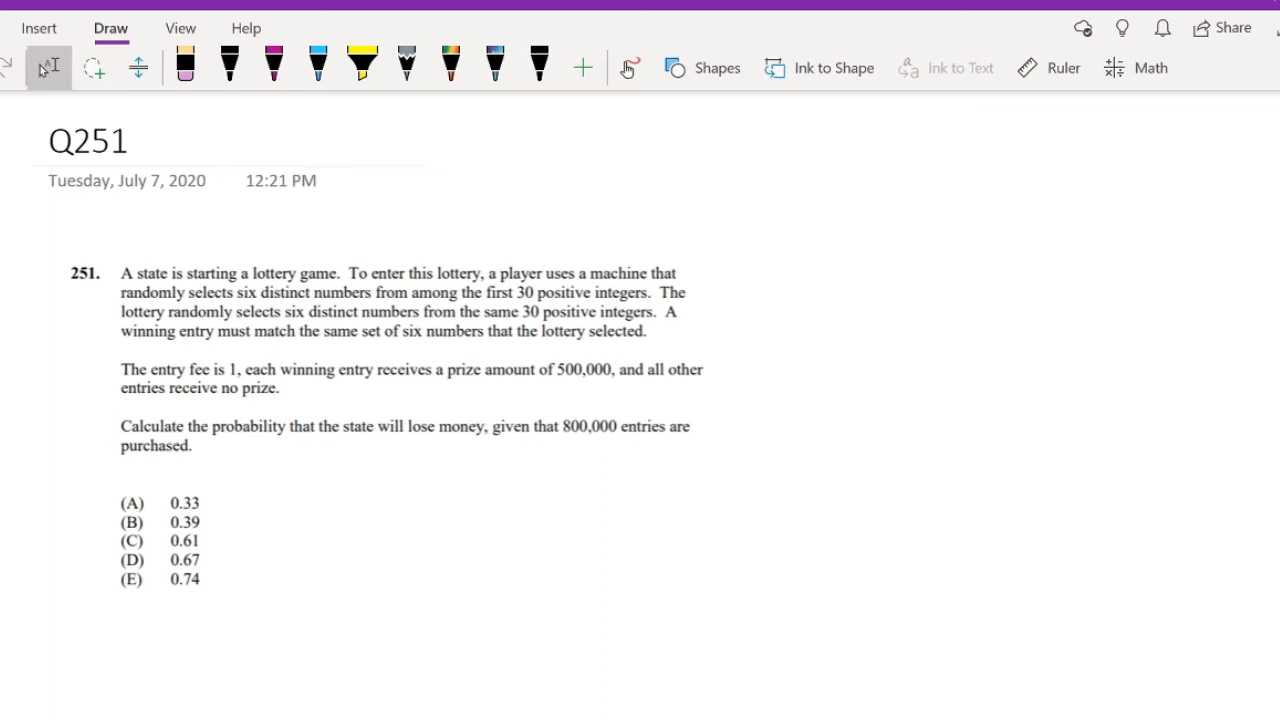 Insert Draw View Help Share
Shapes Ink to Shape Ink to Text Ruler Math
Q251
Tuesday, July 7, 2020 12:21 PM
251. A state is starting a lottery game. To enter this lottery, a player uses a machine that
randomly selects six distinct numbers from among the first 30 positive integers. The
lottery randomly selects six distinct numbers from the same 30 positive integers. A
winning entry must match the same set of six numbers that the lottery selected.
The entry fee is 1, each winning entry receives a prize amount of 500,000, and all other
entries receive no prize.
Calculate the probability that the state will lose money, given that 800,000 entries are
purchased.
(A) 0.33
(B) 0.39
(C) 0.61
(D) 0.67
(E) 0.74